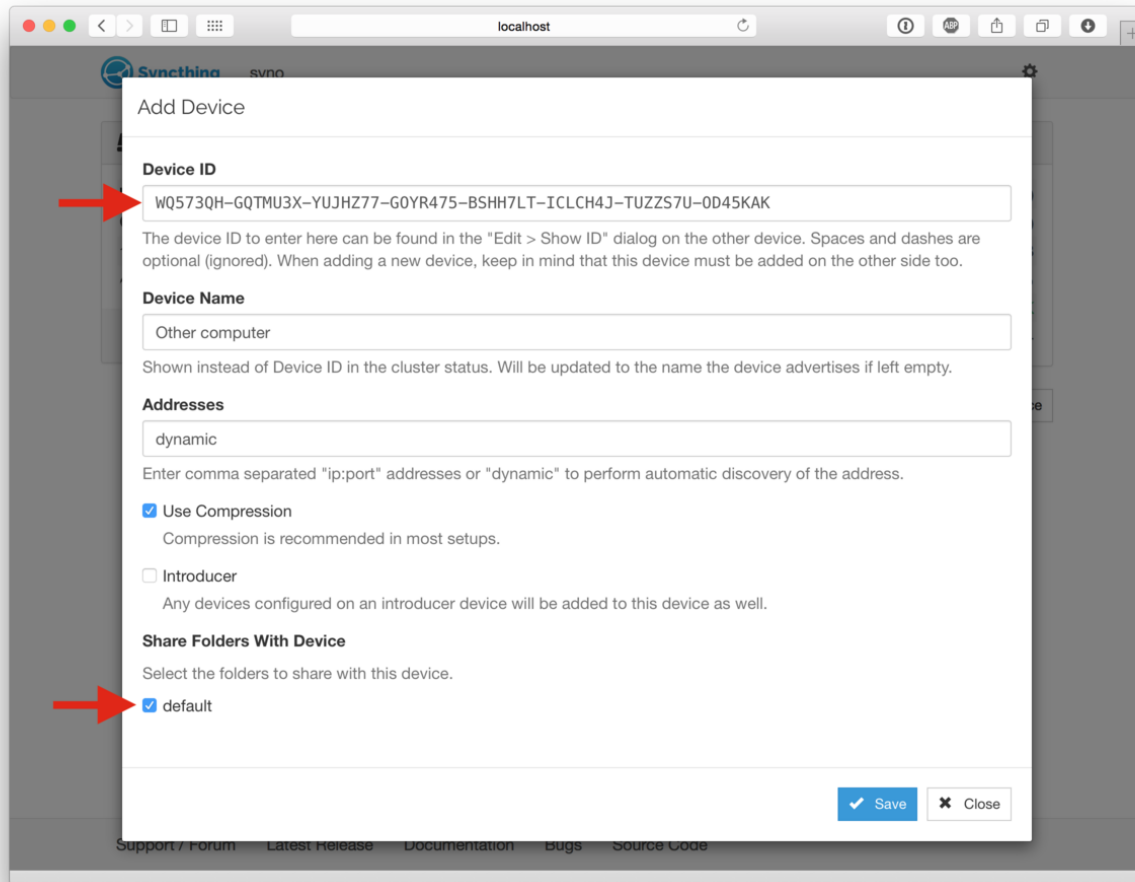 localhost
ABP
Syncthing syno
Add Device
Device ID
WQ573QH-GQTMU3X-YUJHZ77-GOYR475-BSHH7LT-ICLCH4J-TUZZS7U-OD45KAK
The device ID to enter here can be found in the "Edit > Show ID" dialog on the other device. Spaces and dashes are
optional (ignored). When adding a new device, keep in mind that this device must be added on the other side too.
Device Name
Other computer
Shown instead of Device ID in the cluster status. Will be updated to the name the device advertises if left empty.
Addresses
dynamic
Enter comma separated "ip:port" addresses or "dynamic" to perform automatic discovery of the address.
Use Compression
Compression is recommended in most setups.
Introducer
Any devices configured on an introducer device will be added to this device as well.
Share Folders With Device
Select the folders to share with this device.
default
Save Close
Support / Forum Latest Release Documentation Bugs Source Code